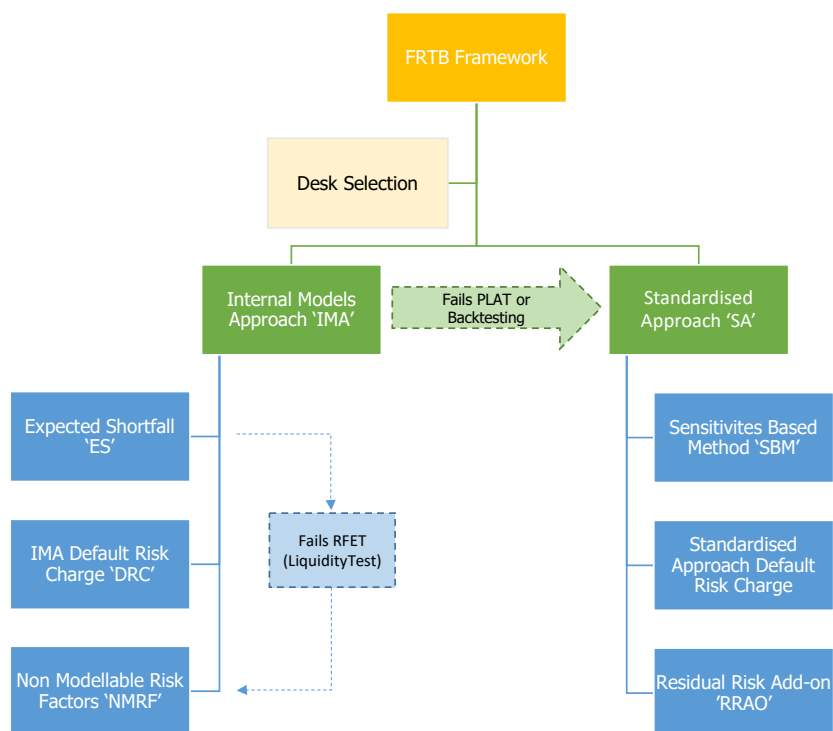 FRTB Framework
Desk Selection
Internal Models
Approach ‘IMA’
Fails PLAT or
Backtesting
Standardised
Approach ‘SA’
Expected Shortfall
‘ES’
Sensitivites Based
Method ‘SBM’
Fails RFET
(LiquidityTest)
IMA Default Risk
Charge ‘DRC’
Standardised
Approach Default
Risk Charge
Non Modellable Risk
Factors ‘NMRF’
Residual Risk Add-on
’RRAO’